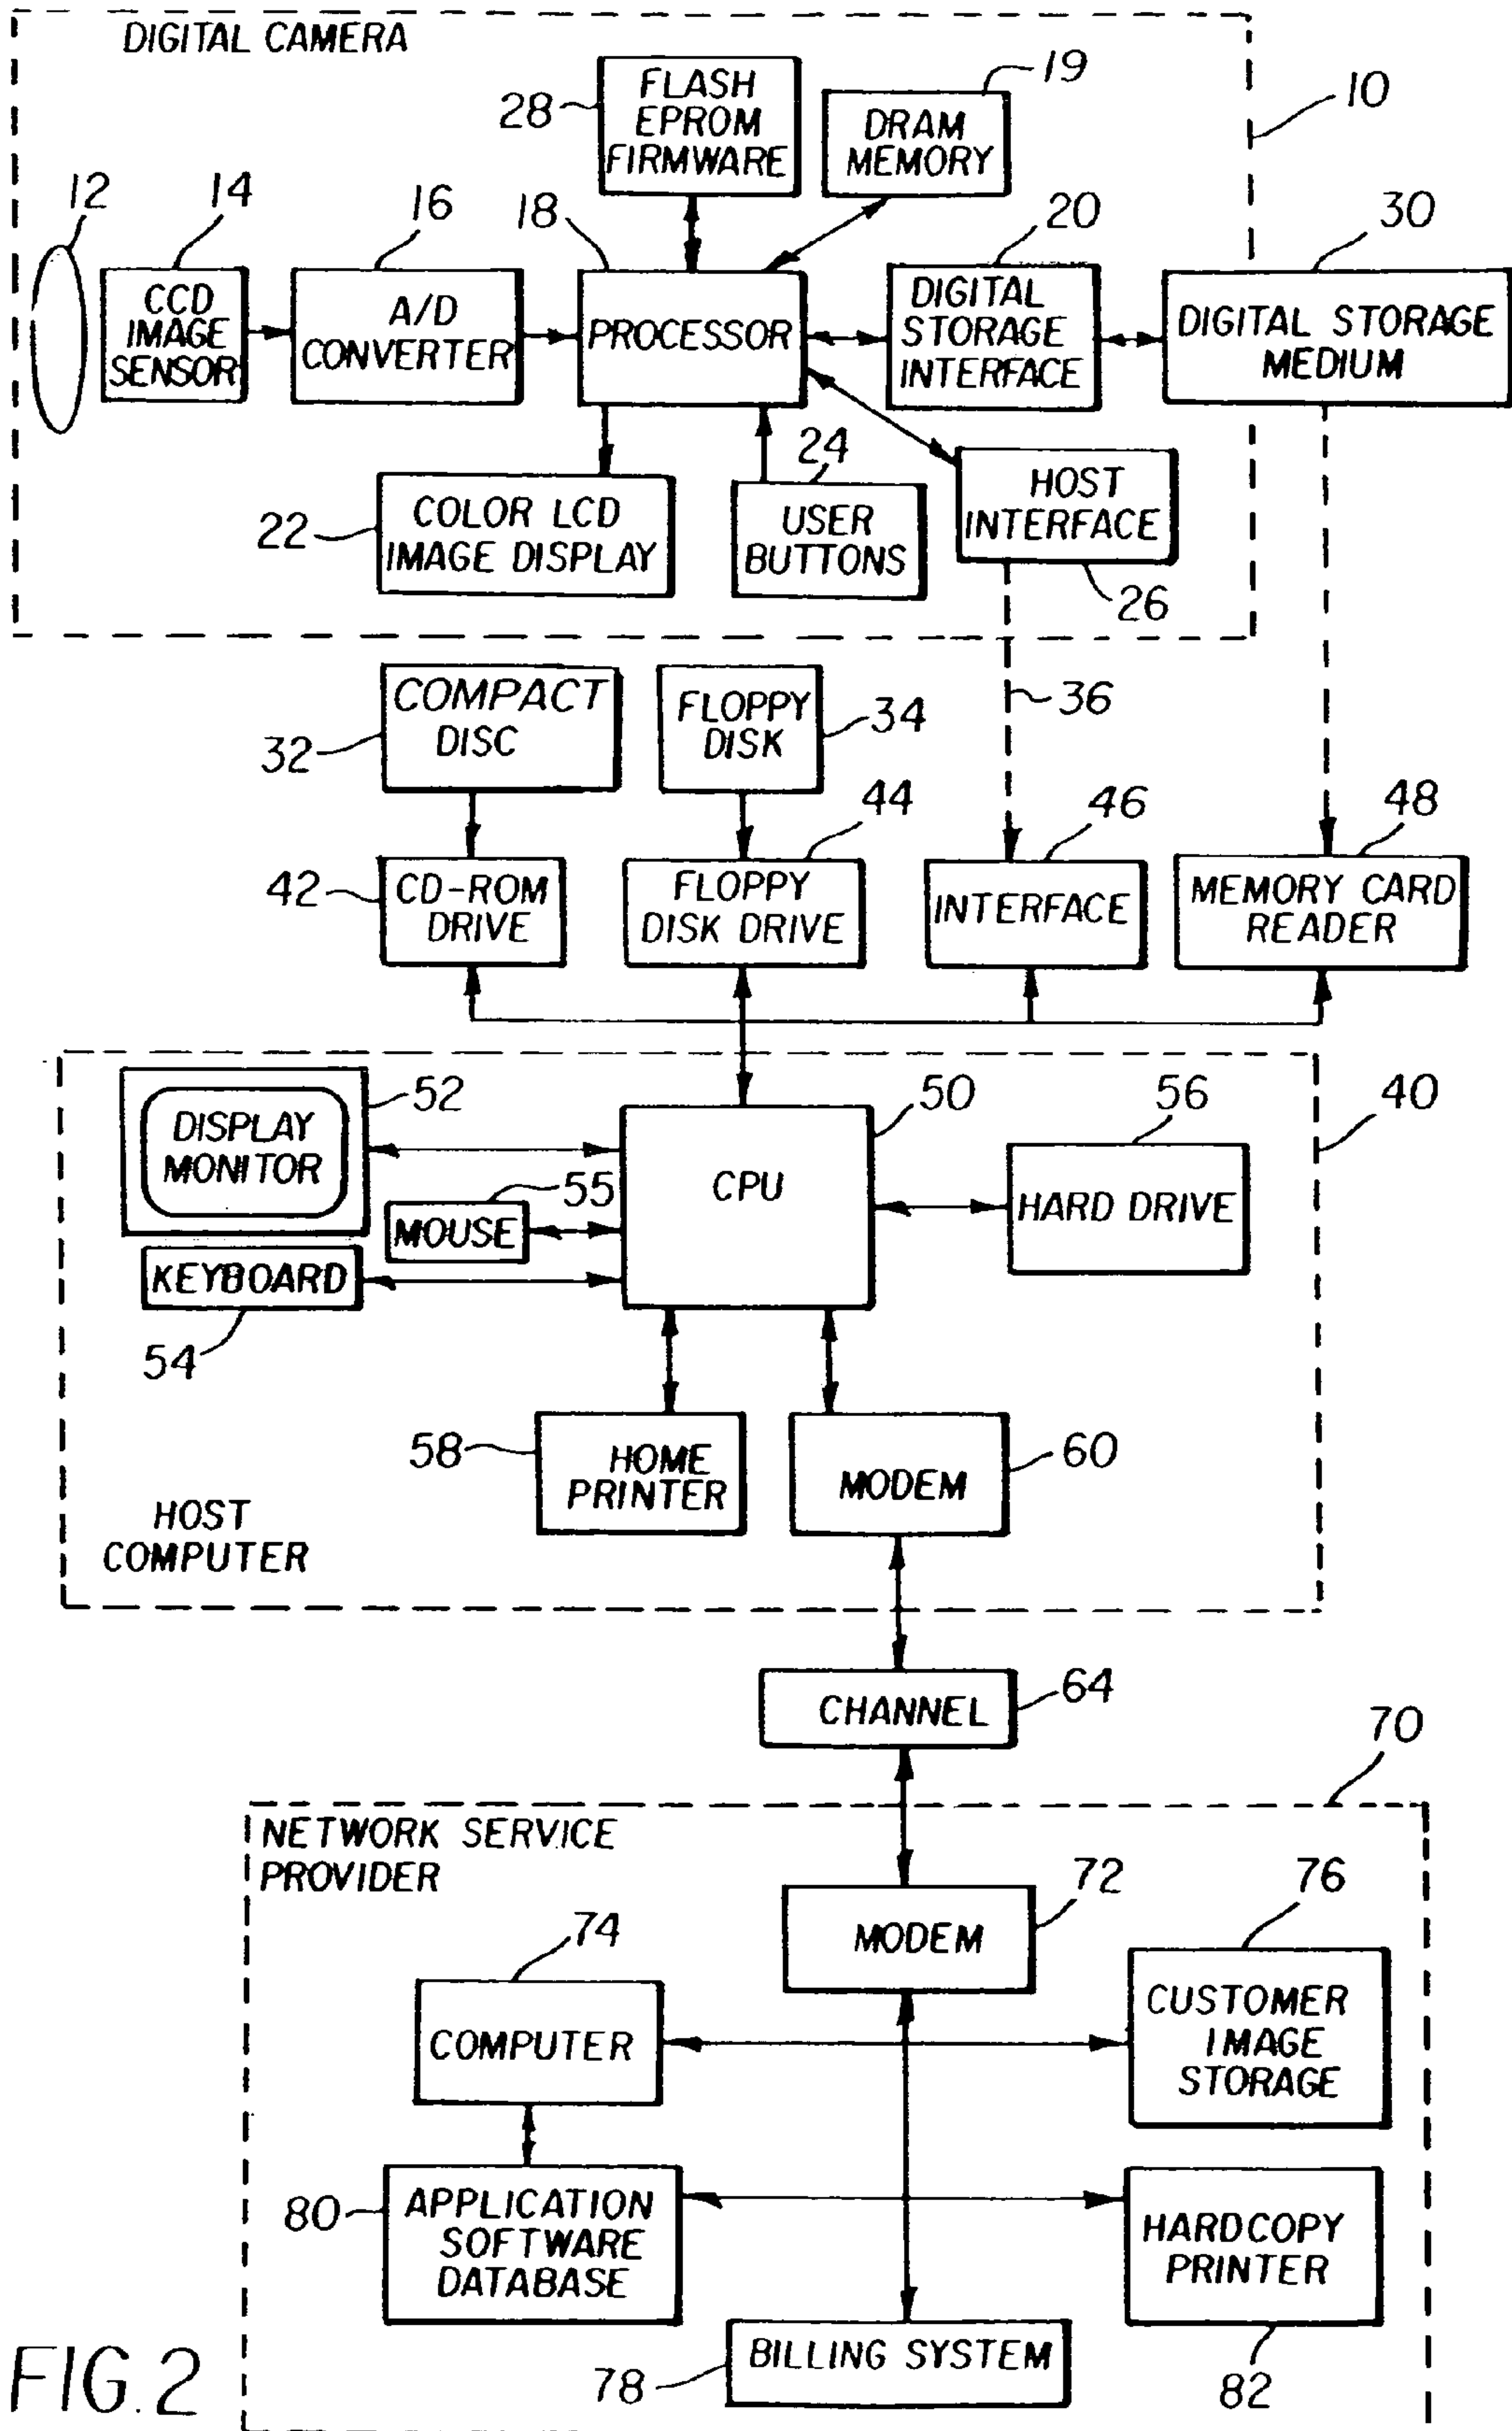 DIGITAL CAMERA
28
FLASH
EPROM
FIRMWARE
DRAM
MEMORY
19
10
12
14
16
18
20
30
CCD
IMAGE
SENSOR
A/D
CONVERTER
PROCESSOR
DIGITAL
STORAGE
INTERFACE
DIGITAL STORAGE
MEDIUM
22
COLOR LCD
IMAGE DISPLAY
24
USER
BUTTONS
HOST
INTERFACE
26
32
COMPACT
DISC
FLOPPY
DISK
34
36
42
CD-ROM
DRIVE
44
FLOPPY
DISK DRIVE
46
INTERFACE
48
MEMORY CARD
READER
DISPLAY
MONITOR
52
50
CPU
56
HARD DRIVE
40
55
MOUSE
KEYBOARD
54
58
HOME
PRINTER
MODEM
60
HOST
COMPUTER
CHANNEL
64
70
NETWORK SERVICE
PROVIDER
MODEM
72
74
COMPUTER
76
CUSTOMER
IMAGE
STORAGE
80
APPLICATION
SOFTWARE
DATABASE
HARDCOPY
PRINTER
82
78
BILLING SYSTEM
FIG. 2